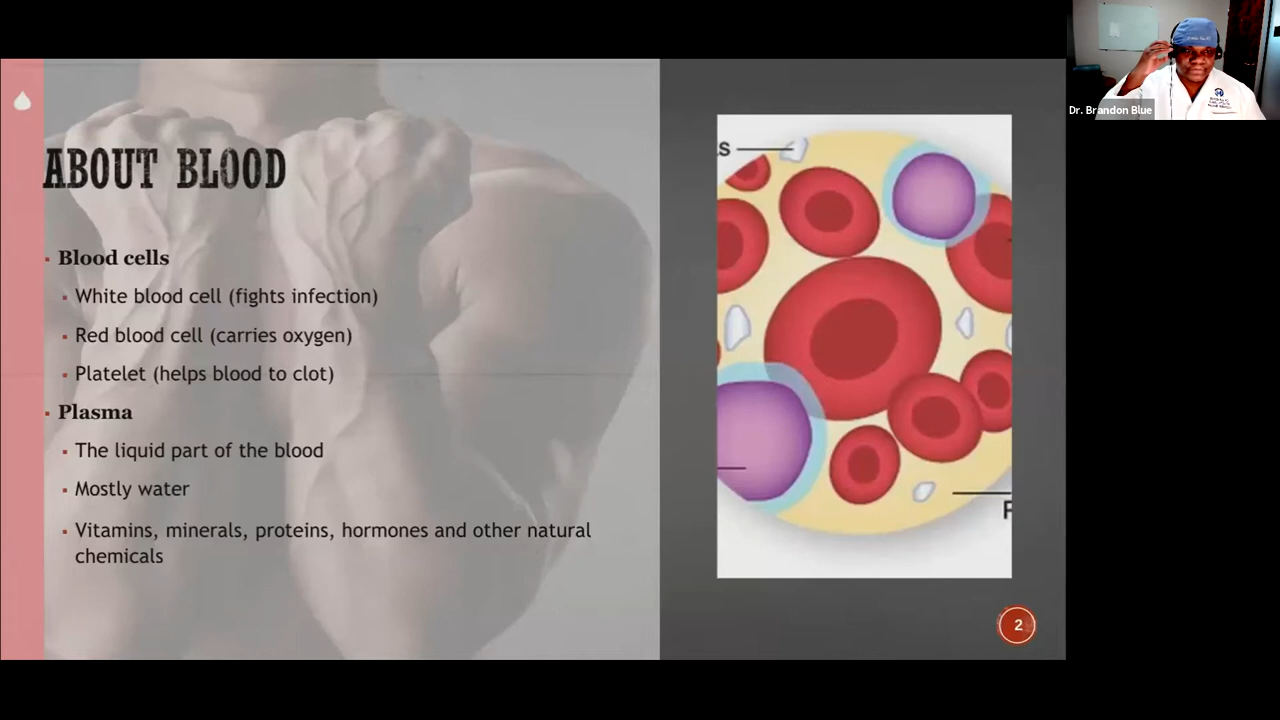 Dr. Brandon Blue
ABOUT BLOOD
Blood cells
White blood cell (fights infection)
Red blood cell (carries oxygen)
Platelet (helps blood to clot)
Plasma
The liquid part of the blood
Mostly water
Vitamins, minerals, proteins, hormones and other natural
chemicals
2